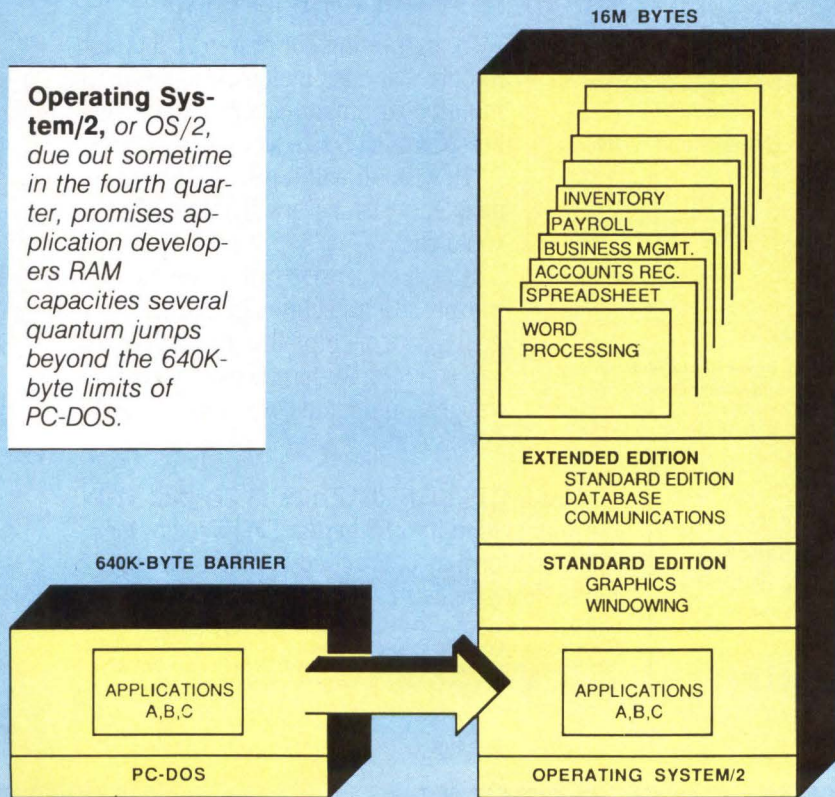 16M BYTES
Operating Sys-
tem/2, or OS/2,
due out sometime
in the fourth quar-
ter, promises ap-
plication develop-
ers RAM
capacities several
quantum jumps
beyond the 640K-
byte limits of
PC-DOS.
INVENTORY
PAYROLL
BUSINESS MGMT.
ACCOUNTS REC.
SPREADSHEET
WORD
PROCESSING
EXTENDED EDITION
STANDARD EDITION
DATABASE
COMMUNICATIONS
640K-BYTE BARRIER
STANDARD EDITION
GRAPHICS
WINDOWING
APPLICATIONS
A,B,C
APPLICATIONS
A,B,C
PC-DOS
OPERATING SYSTEM/2